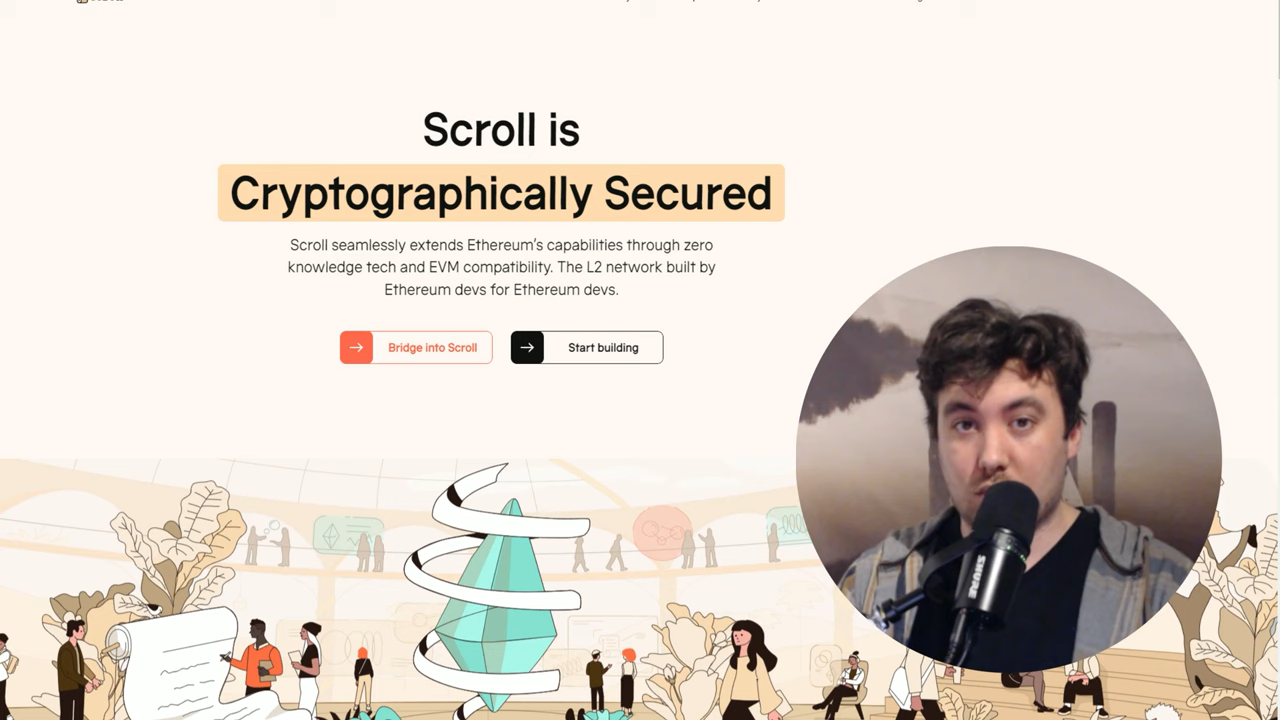 Scroll is
Cryptographically Secured
Scroll seamlessly extends Ethereum's capabilities through zero
knowledge tech and EVM compatibility. The L2 network built by
Ethereum devs for Ethereum devs.
Bridge into Scroll
Start building
SHURE